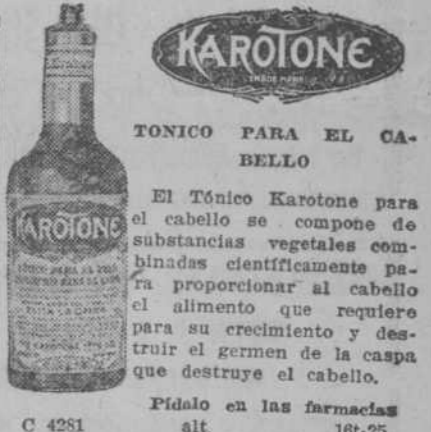 KAROTONE
TRADE MARK
TONICO PARA EL CA-
BELLO
El Tónico Karotone para
el cabello se compone de
substancias vegetales com-
binadas científicamente pa-
ra proporcionar al cabello
el alimento que requiere
para su crecimiento y des-
truir el germen de la caspa
que destruye el cabello.
Pídalo en las farmacias
C 4281 alt 16t-25
KAROTONE